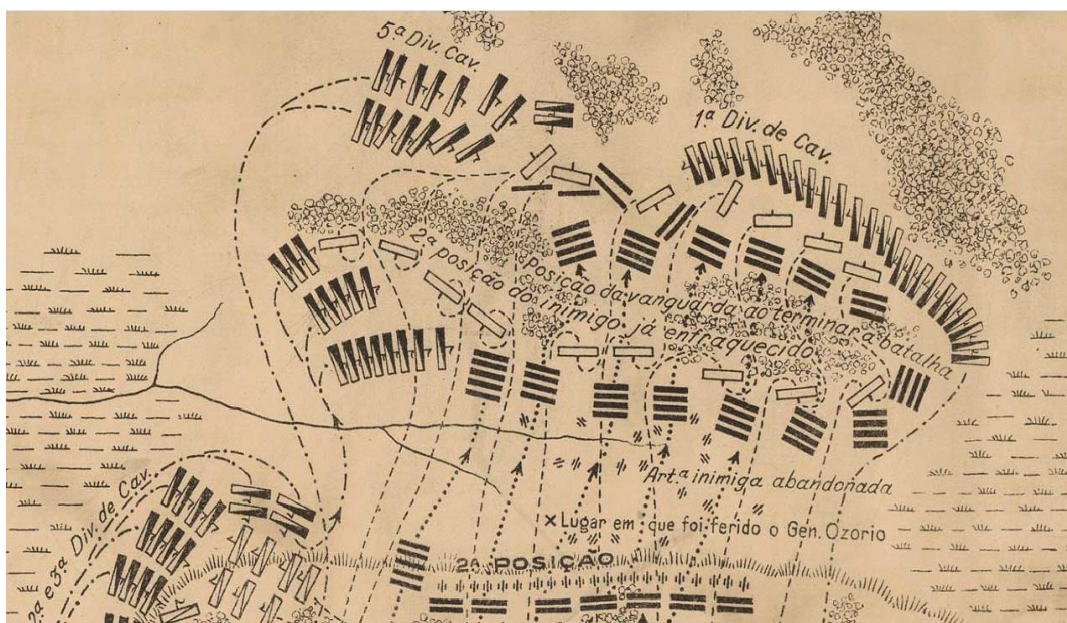 5ª Div. Cav.
1ª Div. de Cav.
Posição da vanguarda ao terminar a batalha
2ª posição do inimigo já enfraquecido
Artª inimiga abandonada
×Lugar em que foi ferido o Gen. Ozorio
2ª POSIÇÃO
2ª e 3ª Div. de Cav.